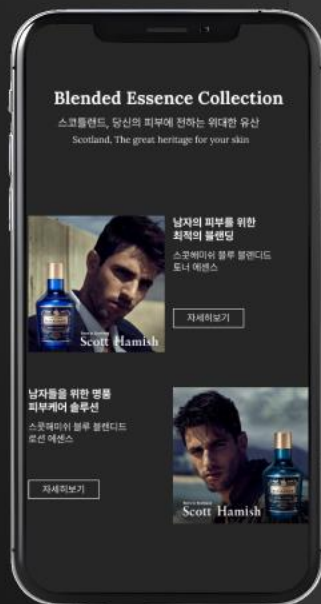 Blended Essence Collection
스코틀랜드, 당신의 피부에 전하는 위대한 유산
Scotland, The great heritage for your skin
남자의 피부를 위한
최적의 블랜딩
스콧해미쉬 블루 블렌디드
토너 에센스
자세히보기
Scott Hamish
남자들을 위한 명품
피부케어 솔루션
스콧해미쉬 블루 블렌디드
로션 에센스
자세히보기
Scott Hamish